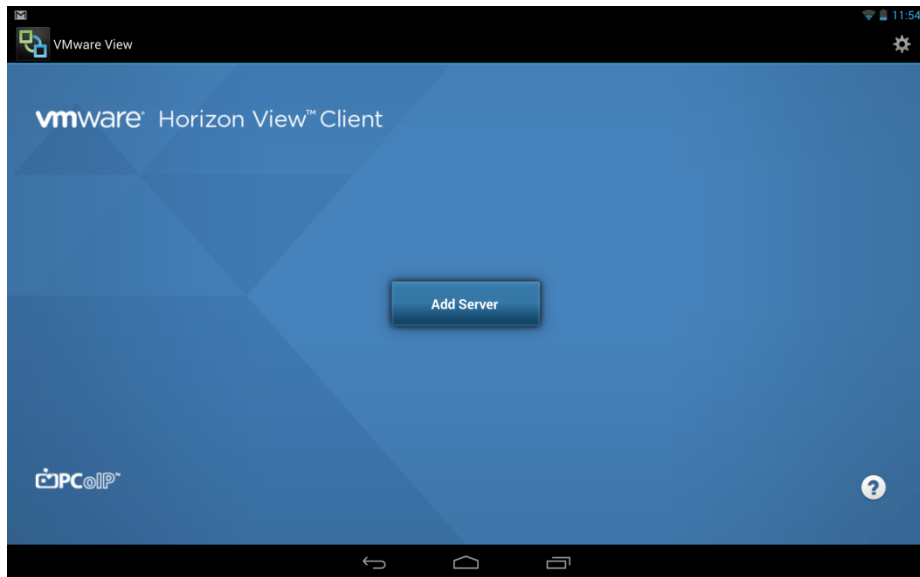 11:54
VMware View
vmware® Horizon View™ Client
Add Server
PCoIP™
?